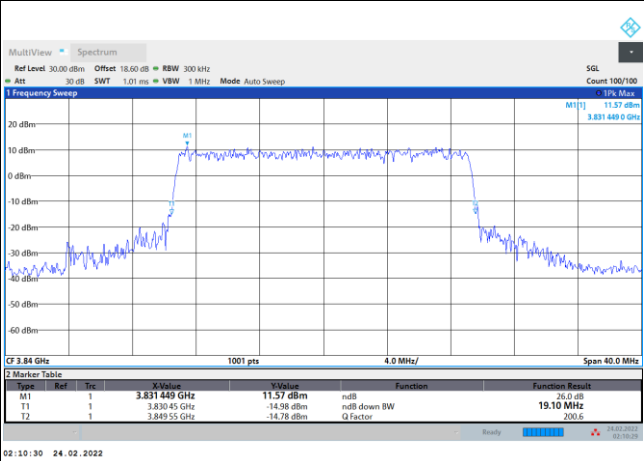 MultiView Spectrum
Ref Level 30.00 dBm Offset 18.60 dB RBW 300 kHz SGL
Att 30 dB SWT 1.01 ms VBW 1 MHz Mode Auto Sweep Count 100/100
1 Frequency Sweep 1Pk Max
M1[1] 11.57 dBm
3.831 449 0 GHz
20 dBm
M1
10 dBm
0 dBm
-10 dBm
T1
-20 dBm
-30 dBm
-40 dBm
-50 dBm
-60 dBm
CF 3.84 GHz 1001 pts 4.0 MHz/ Span 40.0 MHz
2 Marker Table
Type Ref Trc X-Value Y-Value Function Function Result
M1 1 3.831 449 GHz 11.57 dBm ndB 26.0 dB
T1 1 3.830 45 GHz -14.98 dBm ndB down BW 19.10 MHz
T2 1 3.849 55 GHz -14.78 dBm Q Factor 200.6
Ready 24.02.2022
02:10:29
02:10:30 24.02.2022